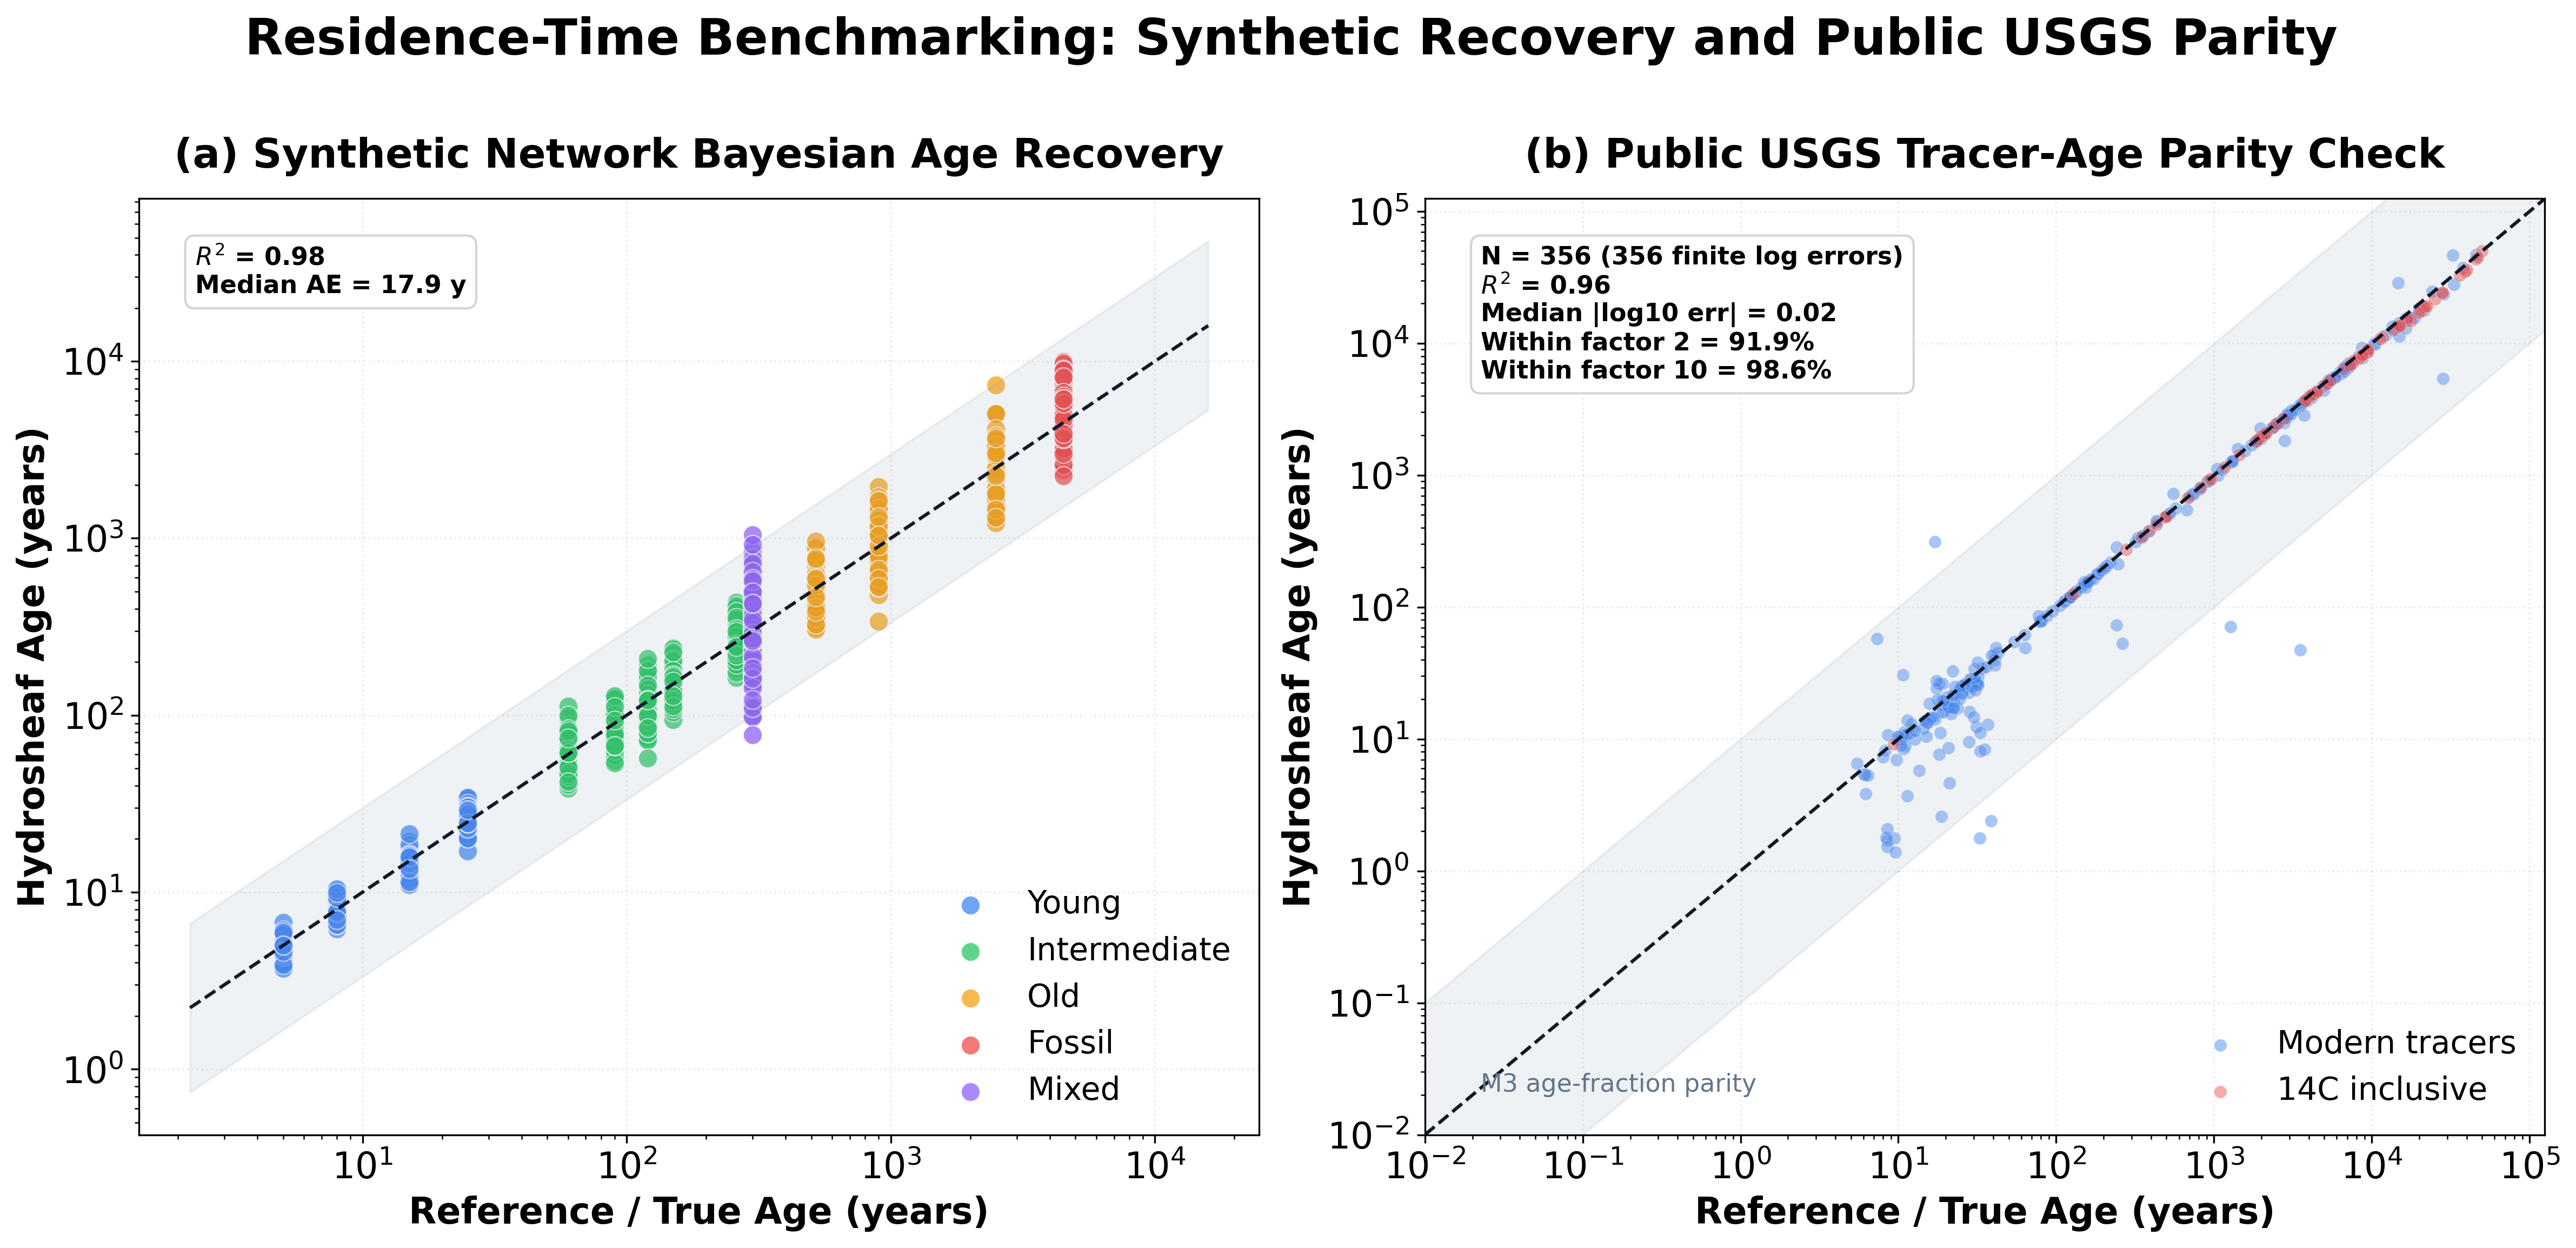 Residence-Time Benchmarking: Synthetic Recovery and Public USGS Parity
(a) Synthetic Network Bayesian Age Recovery
R² = 0.98
Median AE = 17.9 y
Hydrosheaf Age (years)
10⁴
10³
10²
10¹
10⁰
10¹
10²
10³
10⁴
Reference / True Age (years)
Young
Intermediate
Old
Fossil
Mixed
(b) Public USGS Tracer-Age Parity Check
N = 356 (356 finite log errors)
R² = 0.96
Median |log10 err| = 0.02
Within factor 2 = 91.9%
Within factor 10 = 98.6%
Hydrosheaf Age (years)
10⁵
10⁴
10³
10²
10¹
10⁰
10⁻¹
10⁻²
10⁻²
10⁻¹
10⁰
10¹
10²
10³
10⁴
10⁵
Reference / True Age (years)
M3 age-fraction parity
Modern tracers
14C inclusive